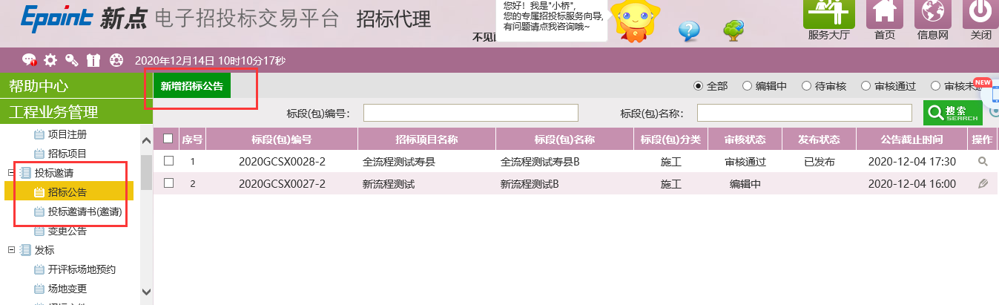 您好！我是"小桥",
您的专属招投标服务向导,
有问题请点我咨询哦~
Epoint 新点 电子招投标交易平台 招标代理
不见
服务大厅 首页 信息网 关闭
2020年12月14日 10时10分17秒
帮助中心
工程业务管理
项目注册
招标项目
投标邀请
招标公告
投标邀请书(邀请)
变更公告
发标
开评标场地预约
场地变更
新增招标公告 全部 编辑中 待审核 审核通过 审核未
NEW
标段(包)编号： 标段(包)名称： 搜索 SEARCH
序号 标段(包)编号 招标项目名称 标段(包)名称 标段(包)分类 审核状态 发布状态 公告截止时间 操作
1 2020GCSX0028-2 全流程测试寿县 全流程测试寿县B 施工 审核通过 已发布 2020-12-04 17:30
2 2020GCSX0027-2 新流程测试 新流程测试B 施工 编辑中 2020-12-04 16:00